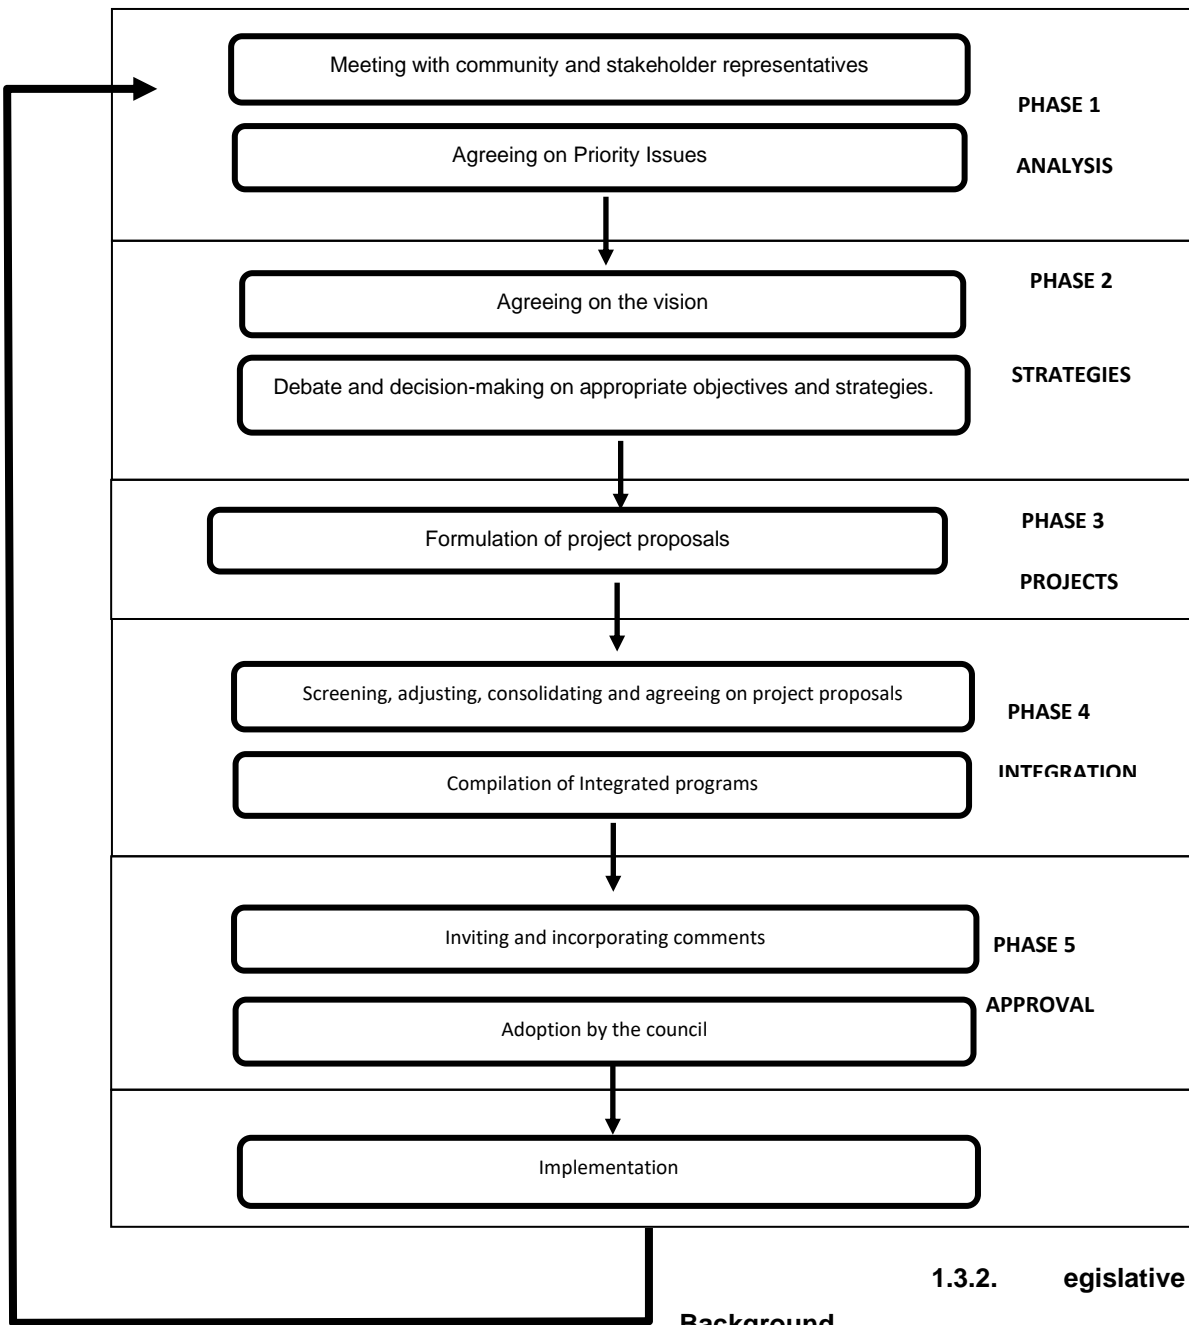 Meeting with community and stakeholder representatives
PHASE 1
Agreeing on Priority Issues
ANALYSIS
PHASE 2
Agreeing on the vision
STRATEGIES
Debate and decision-making on appropriate objectives and strategies.
PHASE 3
Formulation of project proposals
PROJECTS
Screening, adjusting, consolidating and agreeing on project proposals
PHASE 4
INTEGRATION
Compilation of Integrated programs
Inviting and incorporating comments
PHASE 5
APPROVAL
Adoption by the council
Implementation
1.3.2. egislative
Background